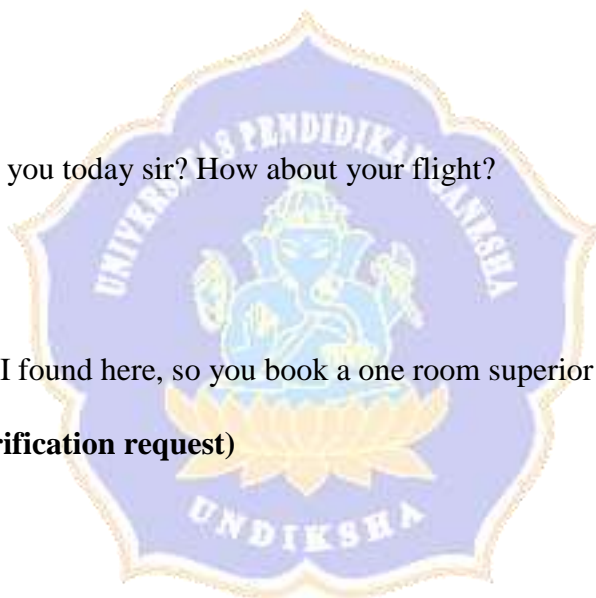 UNIVERSITAS PENDIDIKAN GANESHA
you today sir? How about your flight?
I found here, so you book a one room superior
rification request)
UNDIKSHA